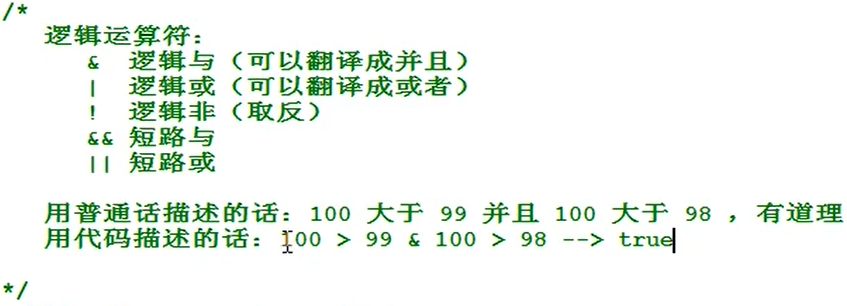 /*
逻辑运算符：
& 逻辑与（可以翻译成并且）
| 逻辑或（可以翻译成或者）
! 逻辑非（取反）
&& 短路与
|| 短路或
用普通话描述的话：100 大于 99 并且 100 大于 98 ，有道理
用代码描述的话：100 > 99 & 100 > 98 --> true
*/